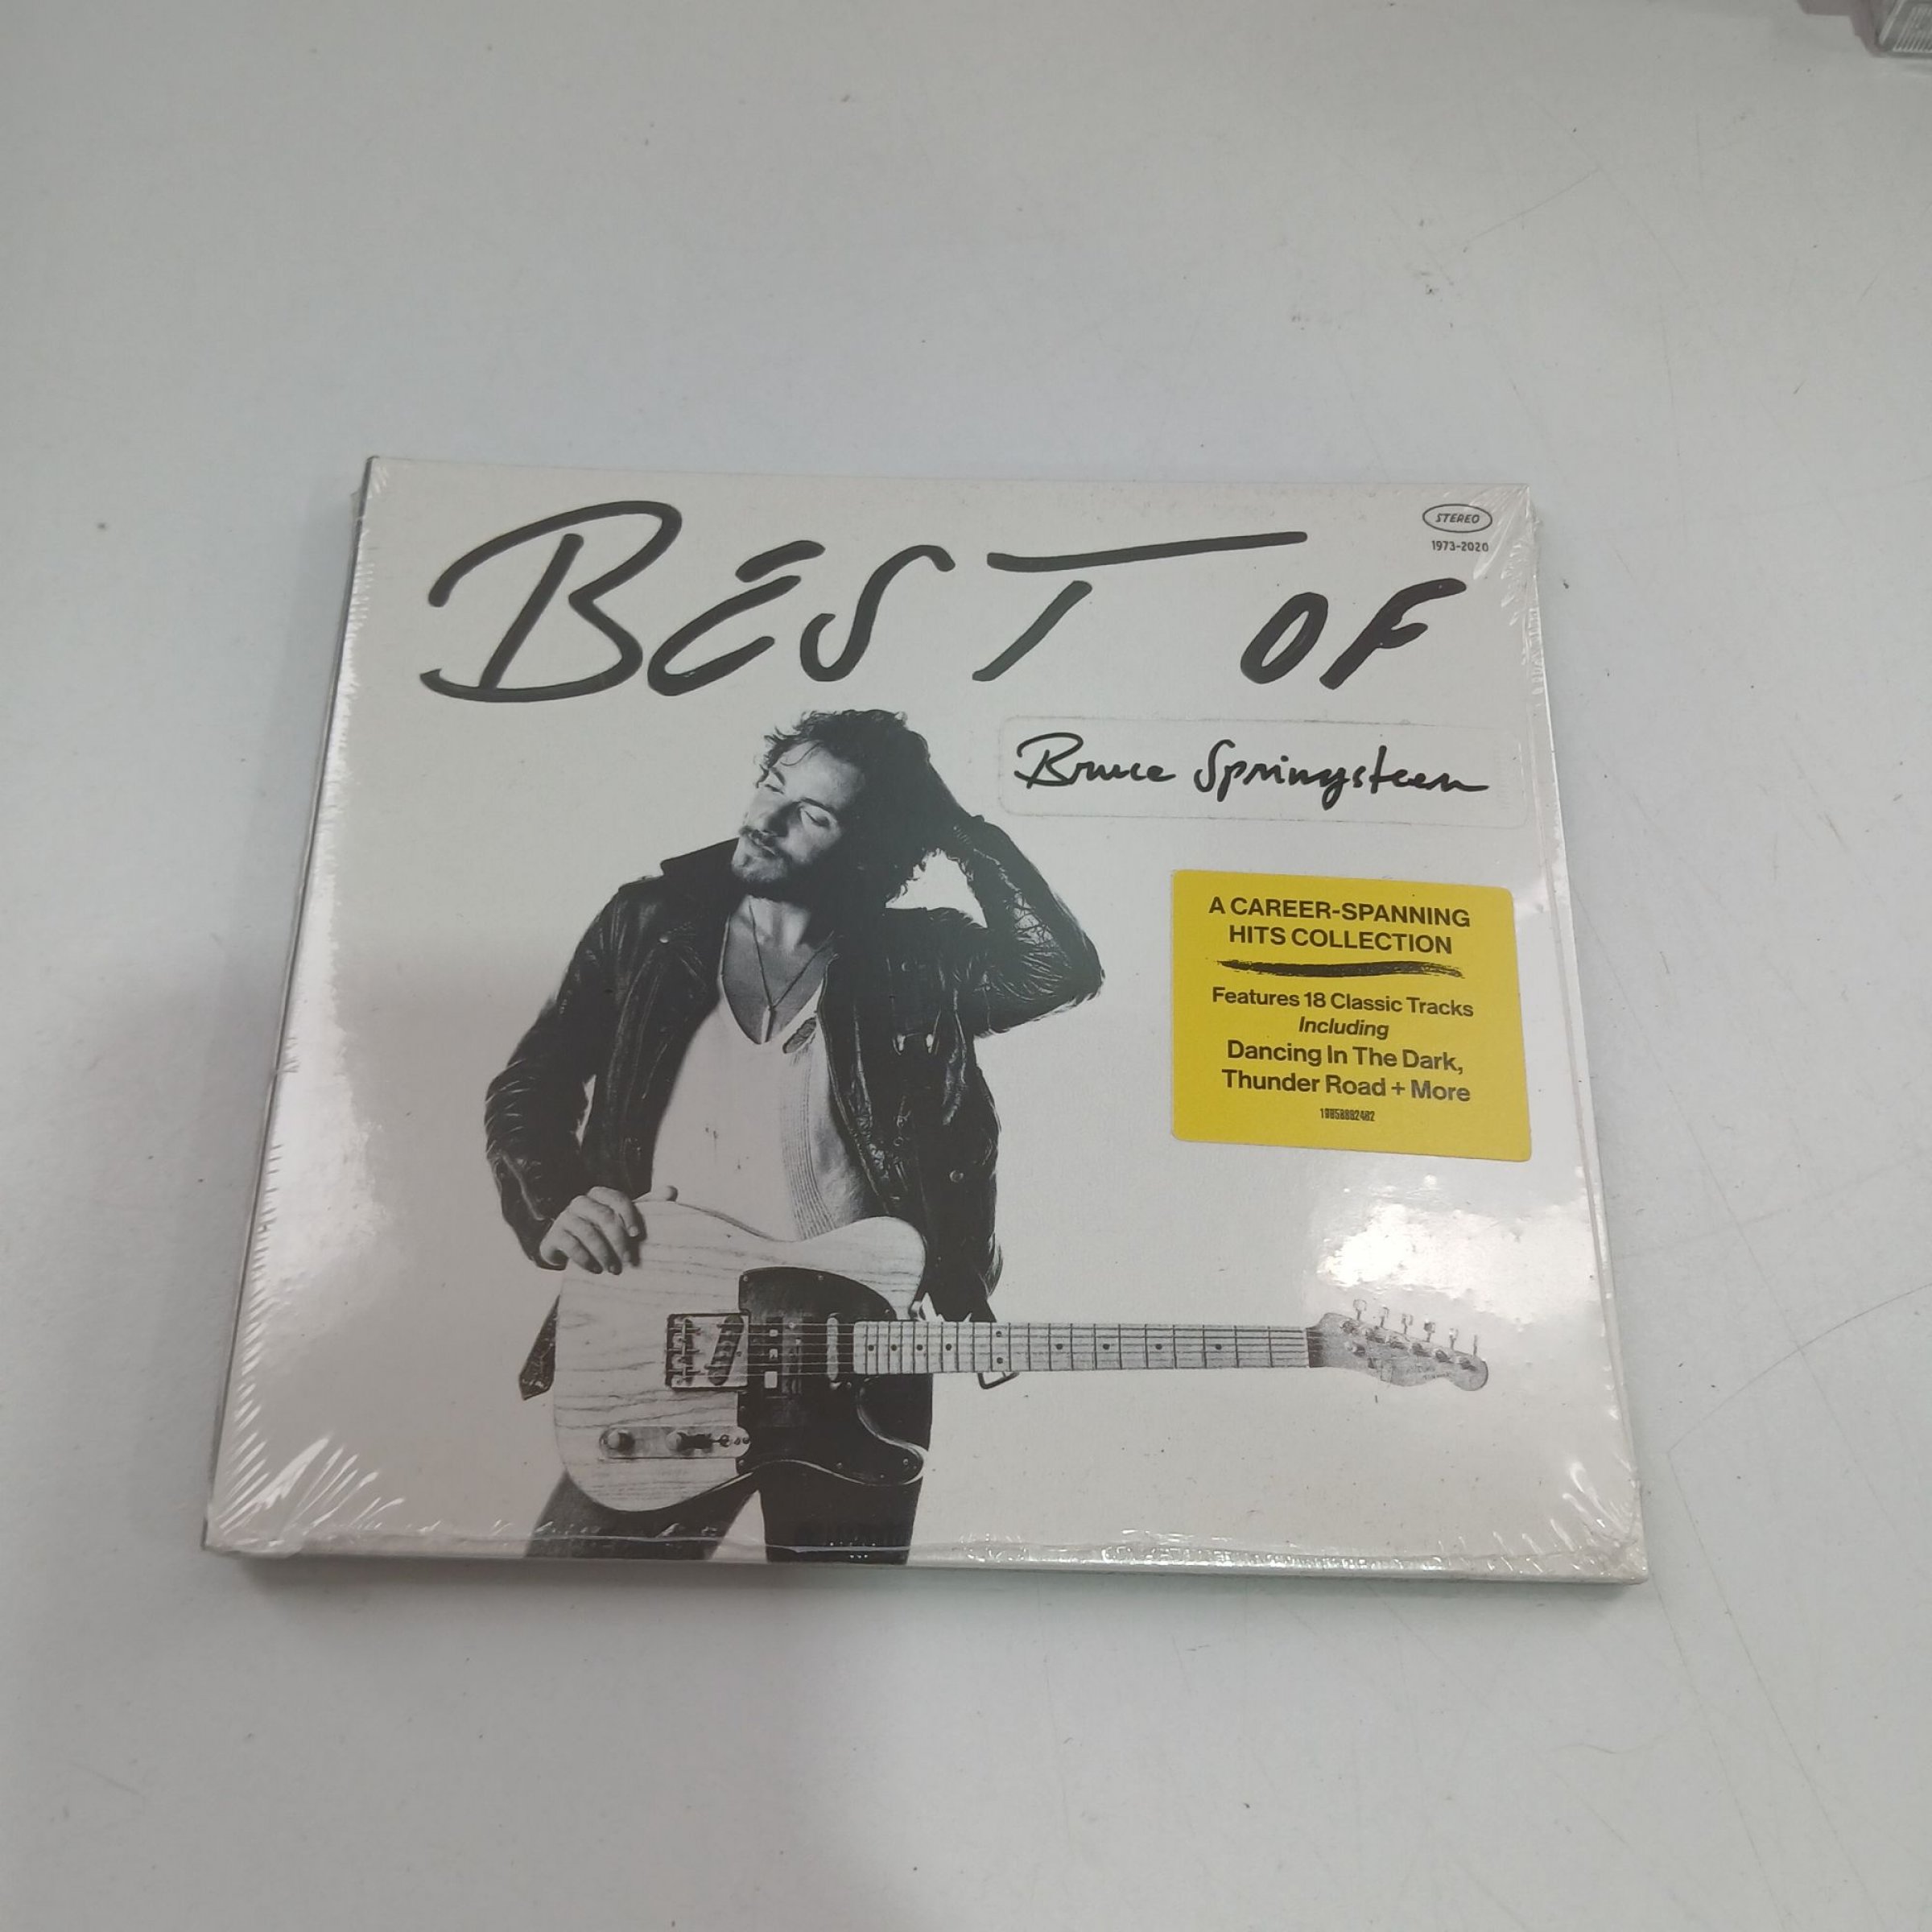 BEST OF
STEREO
1973-2020
Bruce Springsteen
A CAREER-SPANNING
HITS COLLECTION
Features 18 Classic Tracks
Including
Dancing In The Dark,
Thunder Road + More